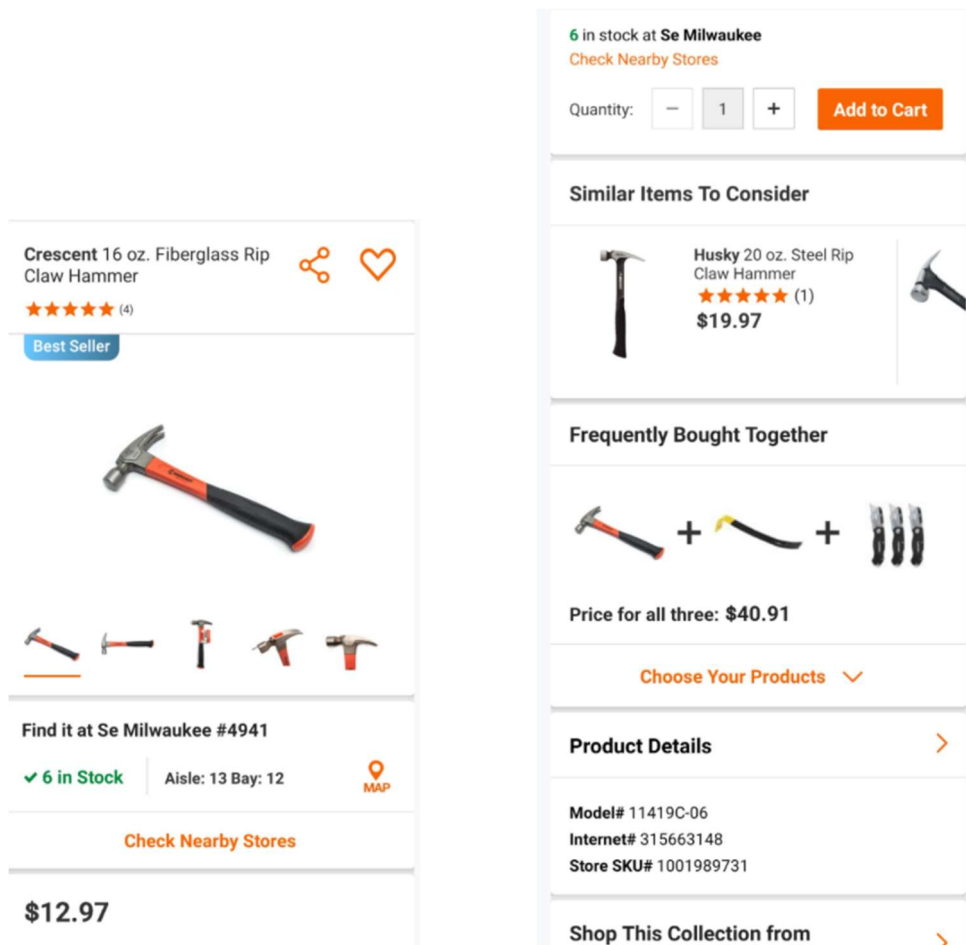 Crescent 16 oz. Fiberglass Rip
Claw Hammer
(4)
Best Seller
Find it at Se Milwaukee #4941
6 in Stock
Aisle: 13 Bay: 12
MAP
Check Nearby Stores
$12.97
6 in stock at Se Milwaukee
Check Nearby Stores
Quantity: − 1 + Add to Cart
Similar Items To Consider
Husky 20 oz. Steel Rip
Claw Hammer
(1)
$19.97
Frequently Bought Together
+ +
Price for all three: $40.91
Choose Your Products
Product Details
Model# 11419C-06
Internet# 315663148
Store SKU# 1001989731
Shop This Collection from